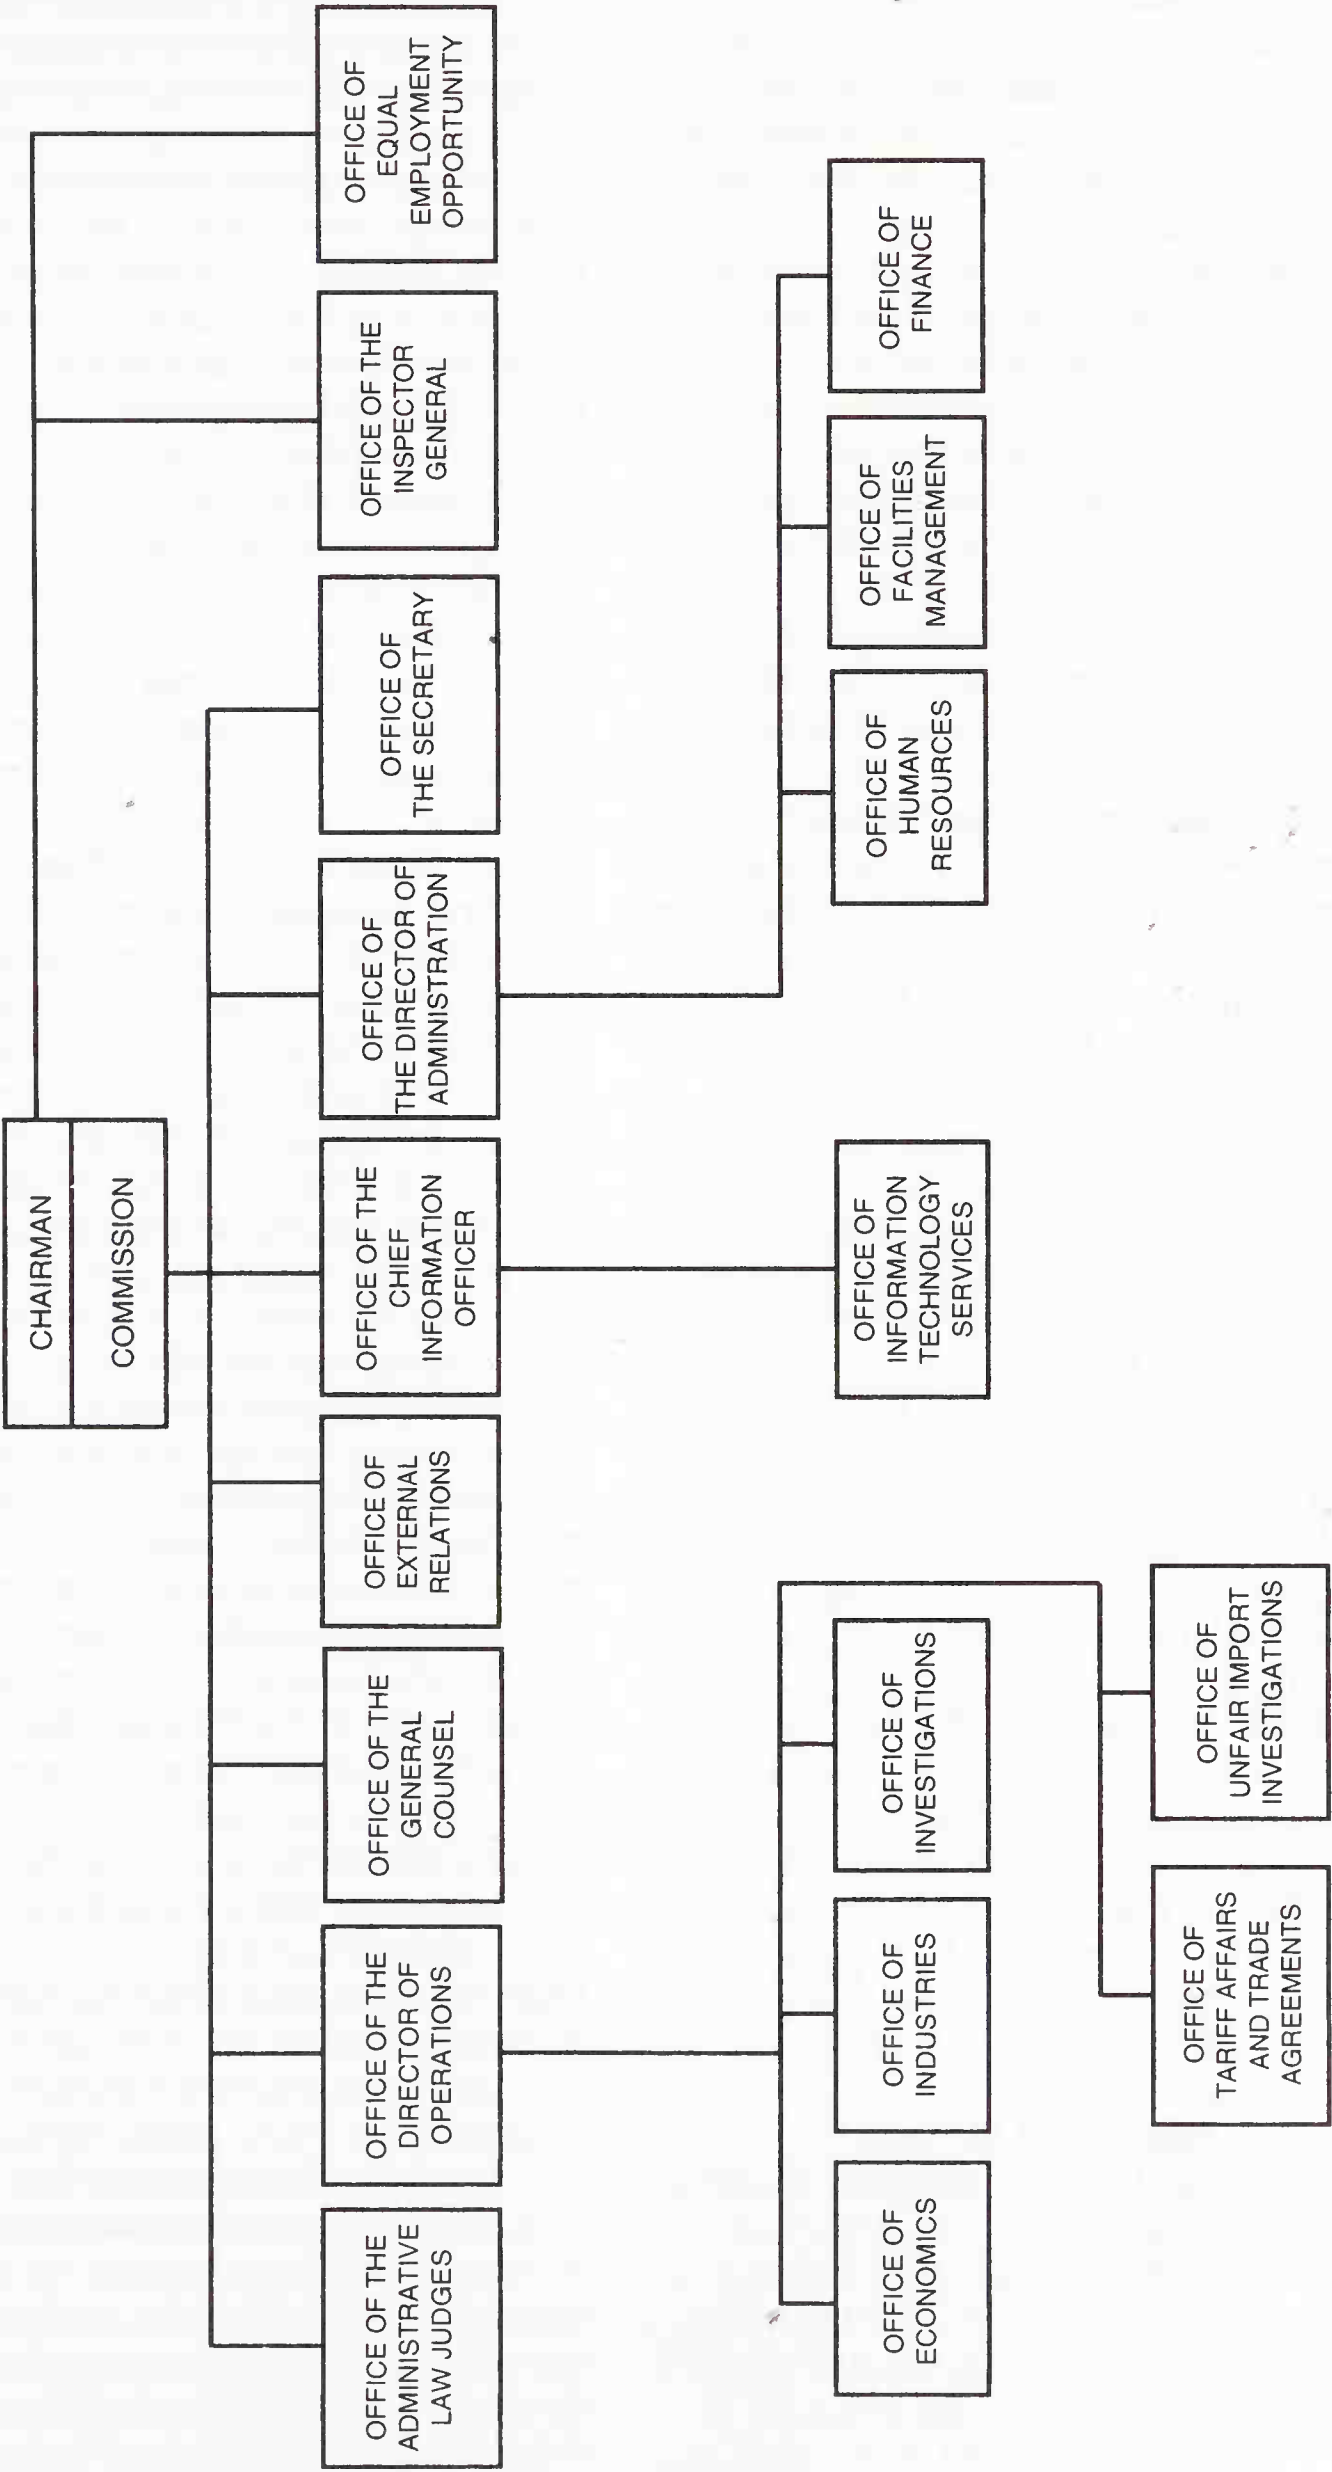 CHAIRMAN
COMMISSION
OFFICE OF THE
ADMINISTRATIVE
LAW JUDGES
OFFICE OF THE
DIRECTOR OF
OPERATIONS
OFFICE OF THE
GENERAL
COUNSEL
OFFICE OF
EXTERNAL
RELATIONS
OFFICE OF THE
CHIEF
INFORMATION
OFFICER
OFFICE OF
THE DIRECTOR OF
ADMINISTRATION
OFFICE OF
THE SECRETARY
OFFICE OF THE
INSPECTOR
GENERAL
OFFICE OF
EQUAL
EMPLOYMENT
OPPORTUNITY
OFFICE OF
ECONOMICS
OFFICE OF
INDUSTRIES
OFFICE OF
INVESTIGATIONS
OFFICE OF
INFORMATION
TECHNOLOGY
SERVICES
OFFICE OF
HUMAN
RESOURCES
OFFICE OF
FACILITIES
MANAGEMENT
OFFICE OF
FINANCE
OFFICE OF
TARIFF AFFAIRS
AND TRADE
AGREEMENTS
OFFICE OF
UNFAIR IMPORT
INVESTIGATIONS